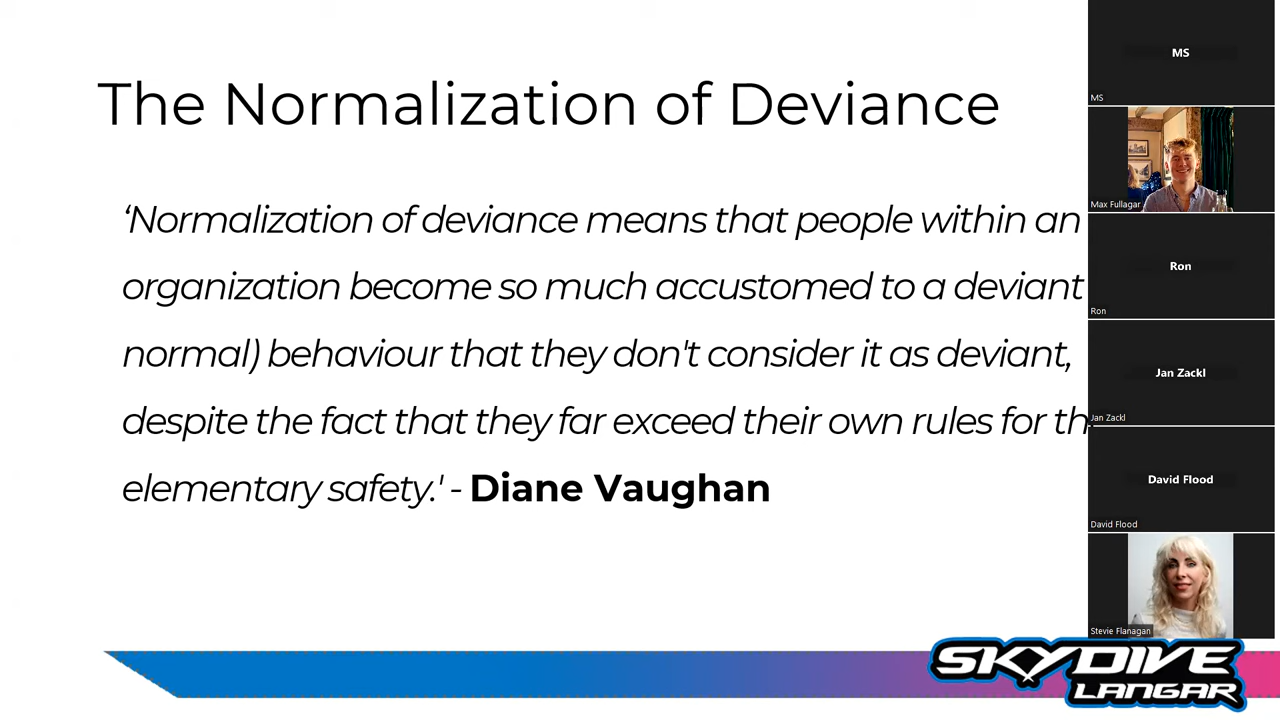 The Normalization of Deviance
'Normalization of deviance means that people within an
organization become so much accustomed to a deviant
normal) behaviour that they don't consider it as deviant,
despite the fact that they far exceed their own rules for
elementary safety.' - Diane Vaughan
MS
MS
Max Fullagar
Ron
Ron
Jan Zackl
Jan Zackl
David Flood
David Flood
Stevie Flanagan
SKYDIVE
LANGAR